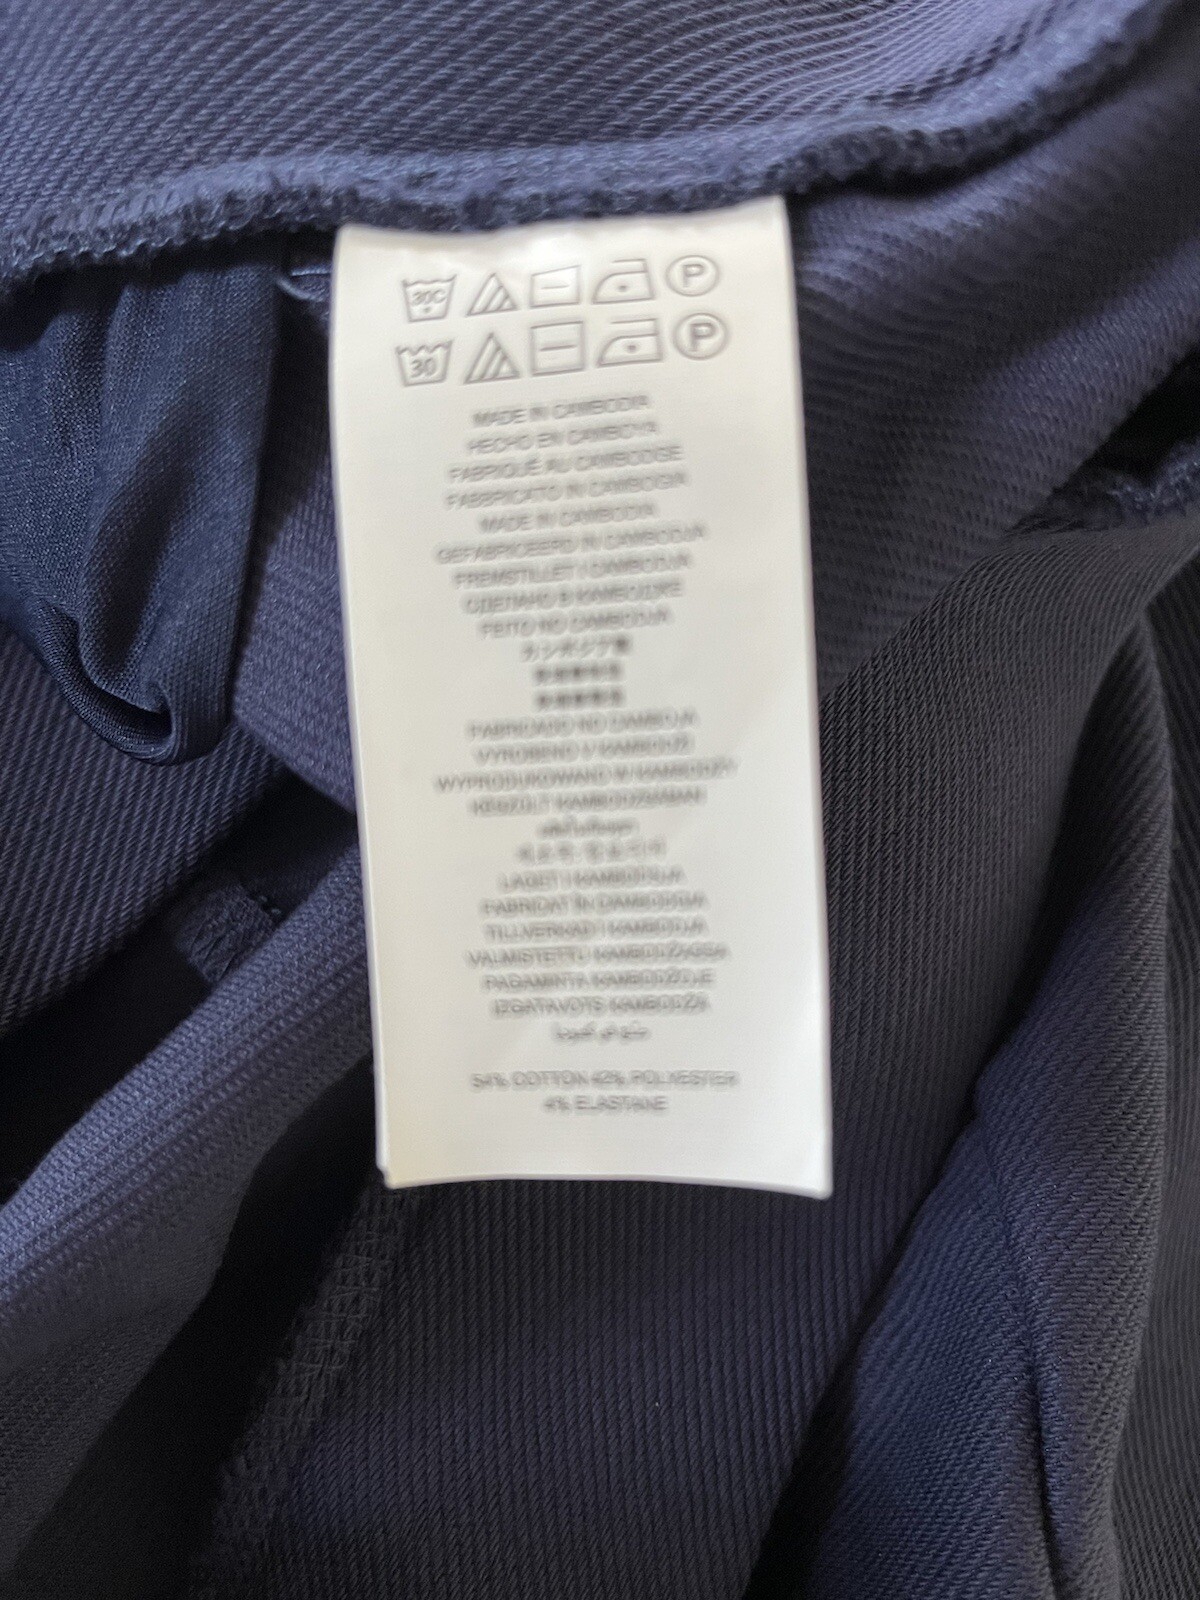 30C P
30 P
MADE IN CAMBODIA
HECHO EN CAMBOYA
FABRIQUÉ AU CAMBODGE
FABBRICATO IN CAMBOGIA
MADE IN CAMBODIA
GEFABRICEERD IN CAMBODJA
FREMSTILLET I CAMBODJA
СДЕЛАНО В КАМБОДЖЕ
FEITO NO CAMBODJA
カンボジア製
FABRICADO NO CAMBOJA
VYROBENO V KAMBODŽI
WYPRODUKOWANO W KAMBODŻY
KÉSZÜLT KAMBODZSÁBAN
LAGET I KAMBODSJA
FABRICAT ÎN CAMBODGIA
TILLVERKAD I KAMBODJA
VALMISTETTU KAMBODŽASSA
PAGAMINTA KAMBODŽOJE
IZGATAVOTS KAMBODŽĀ
54% COTTON 42% POLYESTER
4% ELASTANE